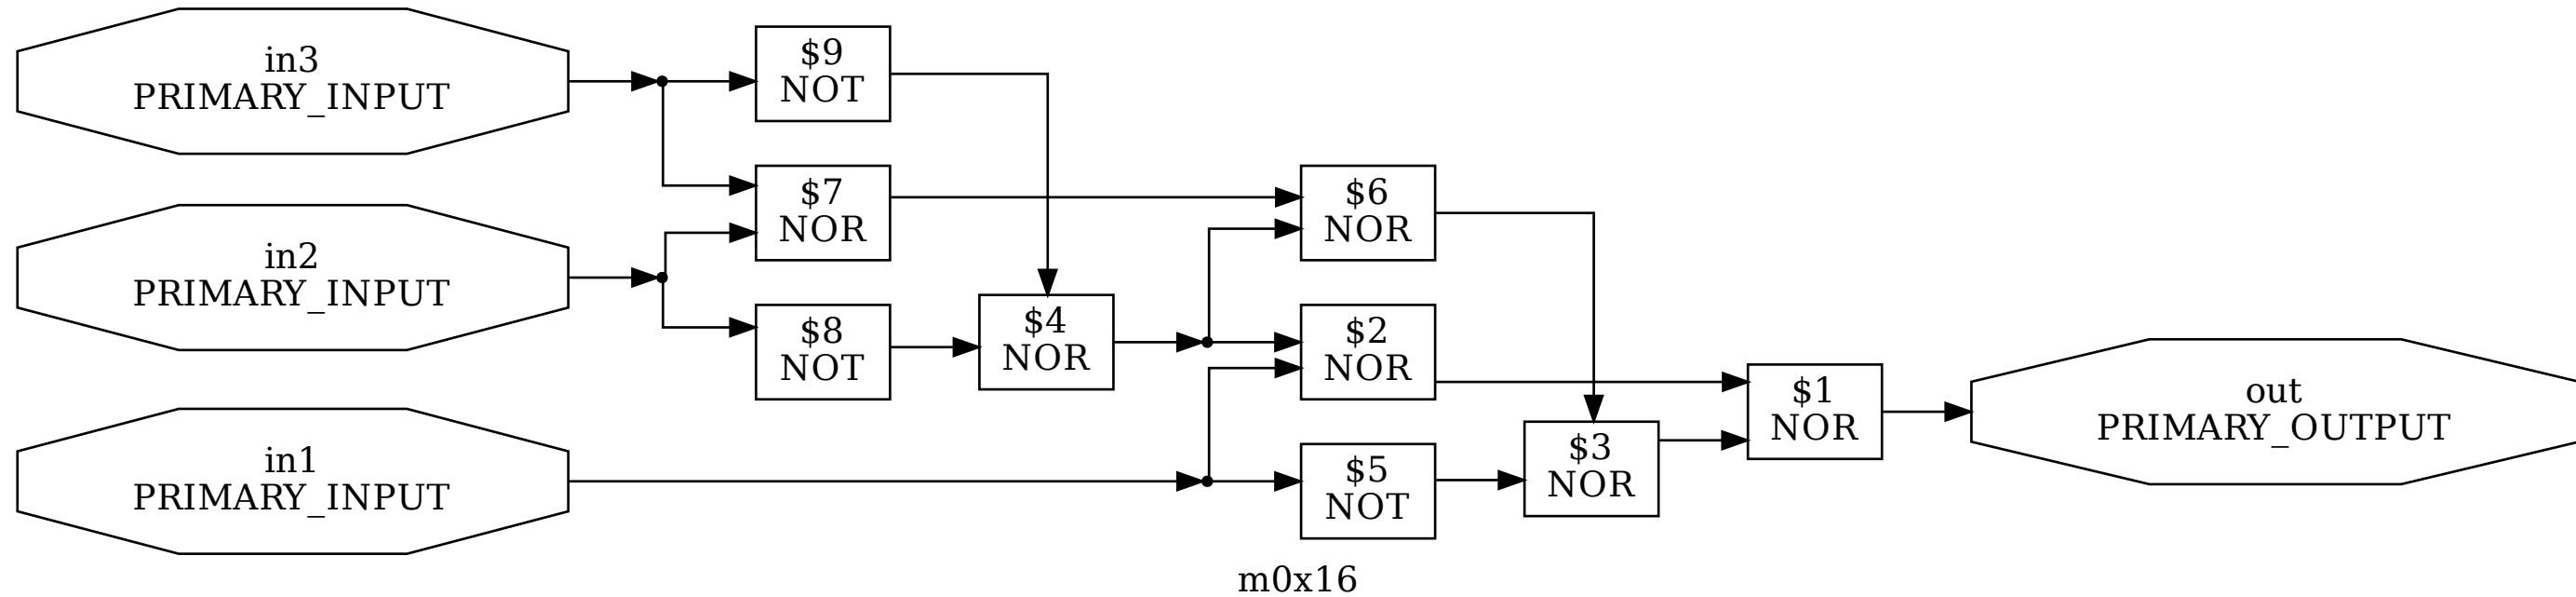 in3
PRIMARY_INPUT
$9
NOT
$7
NOR
in2
PRIMARY_INPUT
$8
NOT
$4
NOR
$6
NOR
$2
NOR
in1
PRIMARY_INPUT
$5
NOT
$3
NOR
$1
NOR
out
PRIMARY_OUTPUT
m0x16